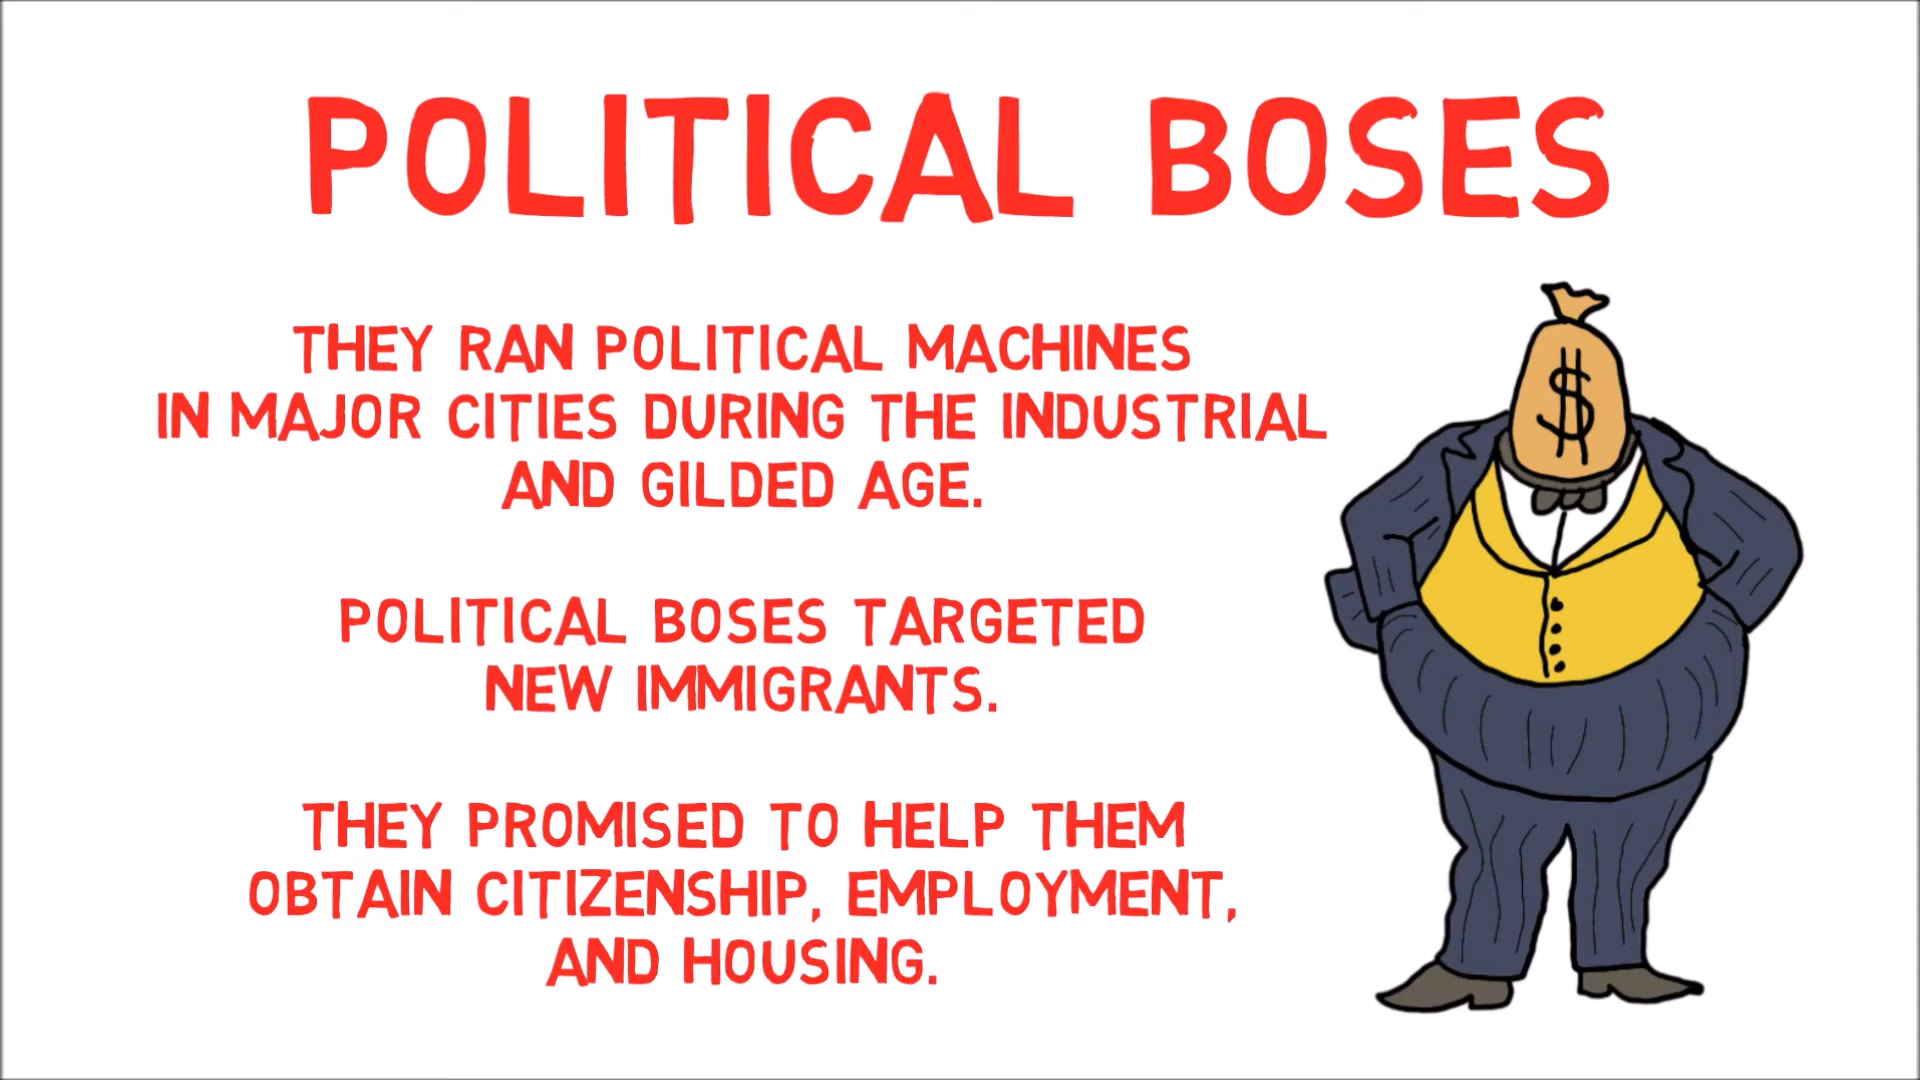 POLITICAL BOSES
THEY RAN POLITICAL MACHINES
IN MAJOR CITIES DURING THE INDUSTRIAL
AND GILDED AGE.
POLITICAL BOSES TARGETED
NEW IMMIGRANTS.
THEY PROMISED TO HELP THEM
OBTAIN CITIZENSHIP, EMPLOYMENT,
AND HOUSING.
$